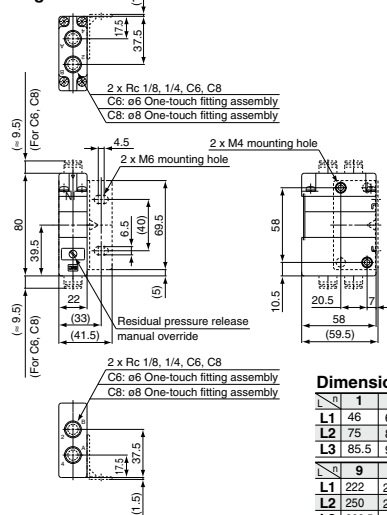 17.5
37.5
2 x Rc 1/8, 1/4, C6, C8
C6: ø6 One-touch fitting assembly
C8: ø8 One-touch fitting assembly
(≈ 9.5)
(For C6, C8)
4.5
2 x M4 mounting hole
2 x M6 mounting hole
80
39.5
6.5
(40)
69.5
58
(5)
10.5
22
(33)
(41.5)
Residual pressure release
manual override
20.5
7
58
(59.5)
(≈ 9.5)
(For C6, C8)
2 x Rc 1/8, 1/4, C6, C8
C6: ø6 One-touch fitting assembly
C8: ø8 One-touch fitting assembly
B
A
2
4
17.5
37.5
(1.5)
L n 1
L1 46
L2 75
L3 85.5
L n 9
L1 222
L2 250